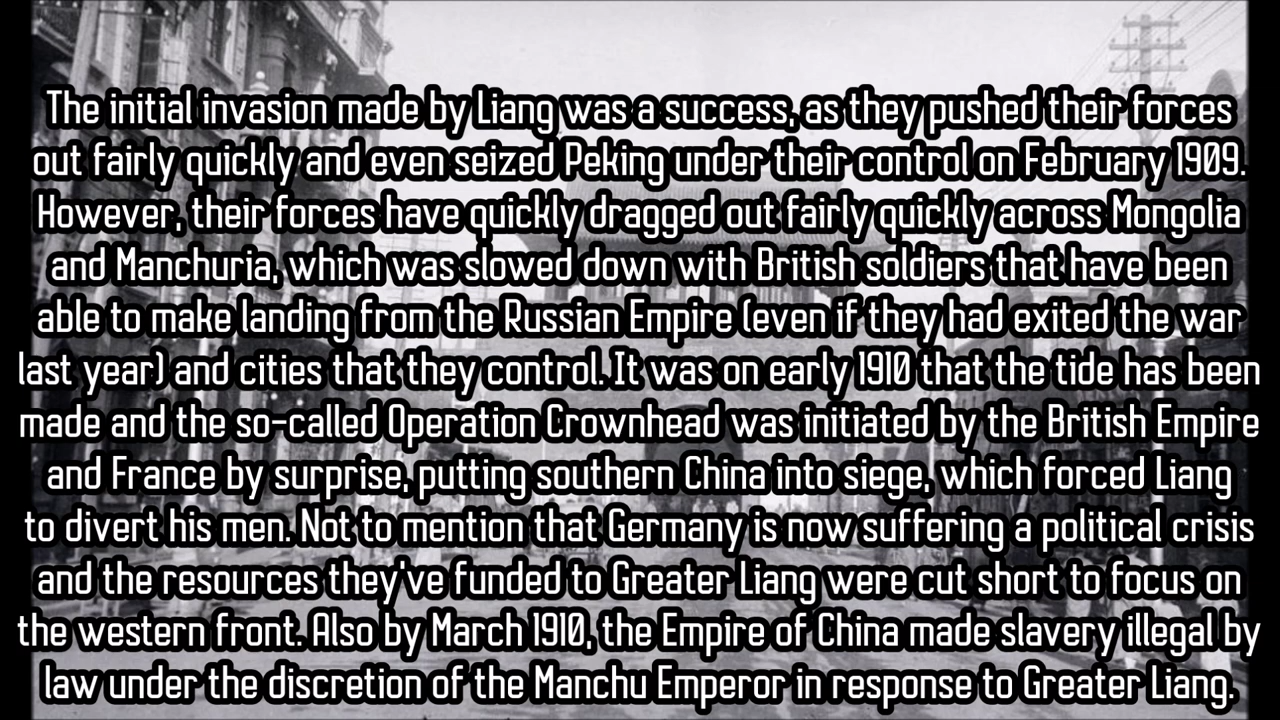 The initial invasion made by Liang was a success, as they pushed their forces
out fairly quickly and even seized Peking under their control on February 1909.
However, their forces have quickly dragged out fairly quickly across Mongolia
and Manchuria, which was slowed down with British soldiers that have been
able to make landing from the Russian Empire (even if they had exited the war
last year) and cities that they control. It was on early 1910 that the tide has been
made and the so-called Operation Crownhead was initiated by the British Empire
and France by surprise, putting southern China into siege, which forced Liang
to divert his men. Not to mention that Germany is now suffering a political crisis
and the resources they've funded to Greater Liang were cut short to focus on
the western front. Also by March 1910, the Empire of China made slavery illegal by
law under the discretion of the Manchu Emperor in response to Greater Liang.